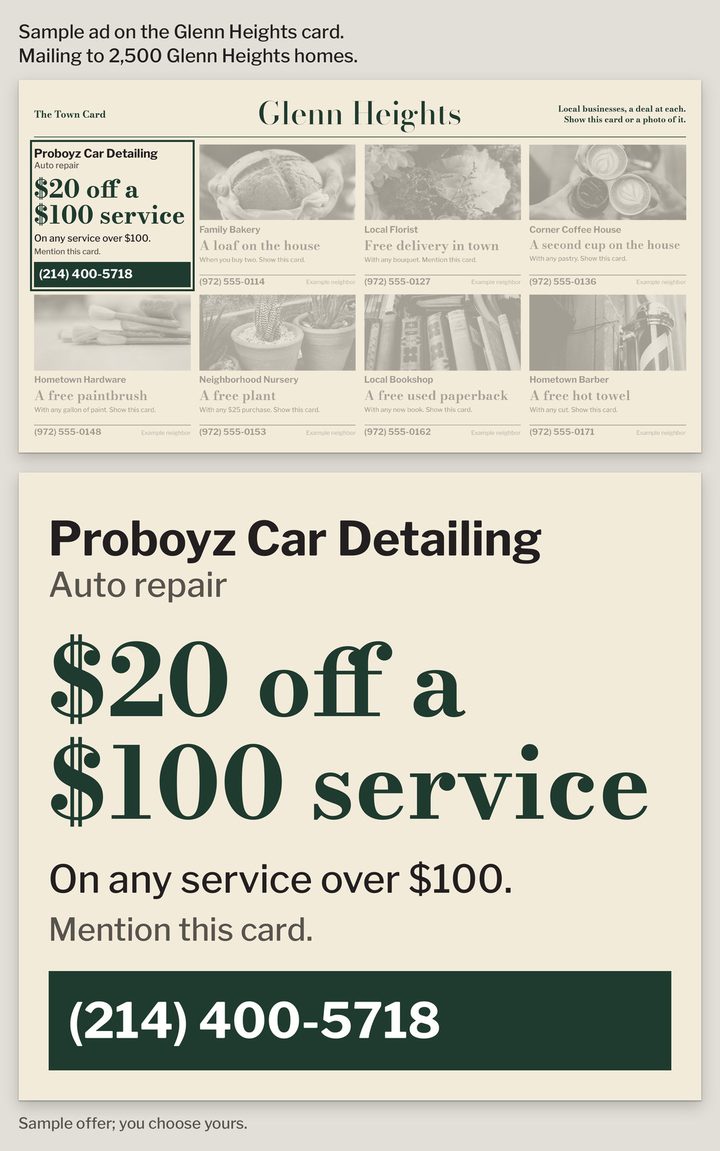 Sample ad on the Glenn Heights card.
Mailing to 2,500 Glenn Heights homes.
The Town Card
Glenn Heights
Local businesses, a deal at each.
Show this card or a photo of it.
Proboyz Car Detailing
Auto repair
$20 off a
$100 service
On any service over $100.
Mention this card.
(214) 400-5718
Family Bakery
A loaf on the house
When you buy two. Show this card.
(972) 555-0114
Example neighbor
Local Florist
Free delivery in town
With any bouquet. Mention this card.
(972) 555-0127
Example neighbor
Corner Coffee House
A second cup on the house
With any pastry. Show this card.
(972) 555-0136
Example neighbor
Hometown Hardware
A free paintbrush
With any gallon of paint. Show this card.
(972) 555-0148
Example neighbor
Neighborhood Nursery
A free plant
With any $25 purchase. Show this card.
(972) 555-0153
Example neighbor
Local Bookshop
A free used paperback
With any new book. Show this card.
(972) 555-0162
Example neighbor
Hometown Barber
A free hot towel
With any cut. Show this card.
(972) 555-0171
Example neighbor
Proboyz Car Detailing
Auto repair
$20 off a
$100 service
On any service over $100.
Mention this card.
(214) 400-5718
Sample offer; you choose yours.